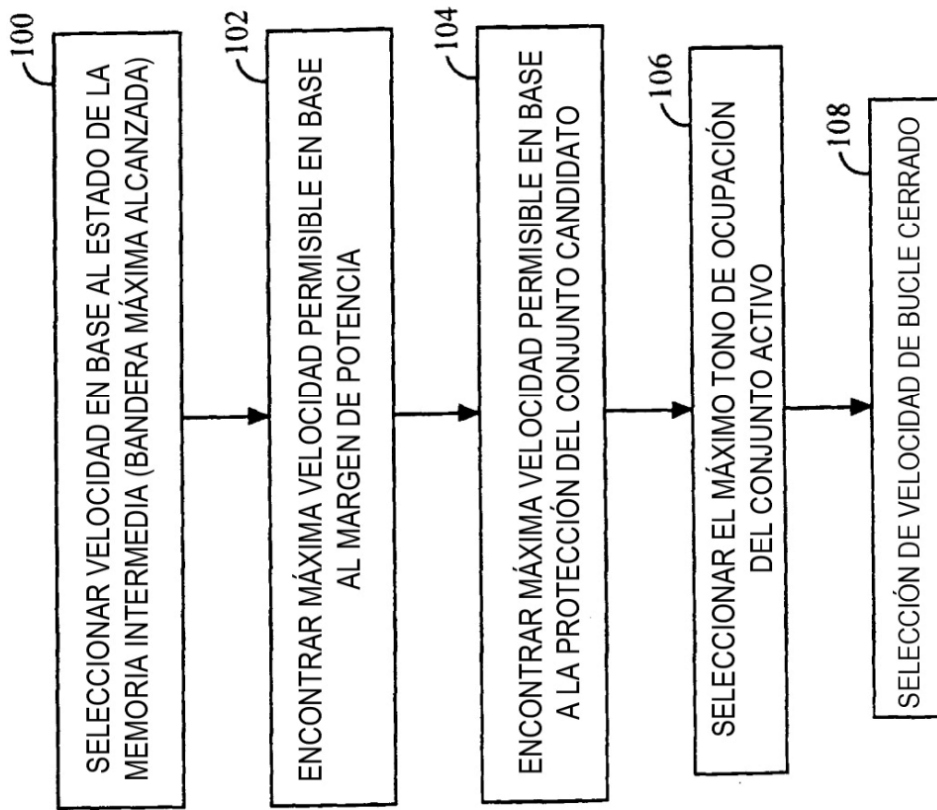 100
SELECCIONAR VELOCIDAD EN BASE AL ESTADO DE LA
MEMORIA INTERMEDIA (BANDERA MÁXIMA ALCANZADA)
102
ENCONTRAR MÁXIMA VELOCIDAD PERMISIBLE EN BASE
AL MARGEN DE POTENCIA
104
ENCONTRAR MÁXIMA VELOCIDAD PERMISIBLE EN BASE
A LA PROTECCIÓN DEL CONJUNTO CANDIDATO
106
SELECCIONAR EL MÁXIMO TONO DE OCUPACIÓN
DEL CONJUNTO ACTIVO
108
SELECCIÓN DE VELOCIDAD DE BUCLE CERRADO